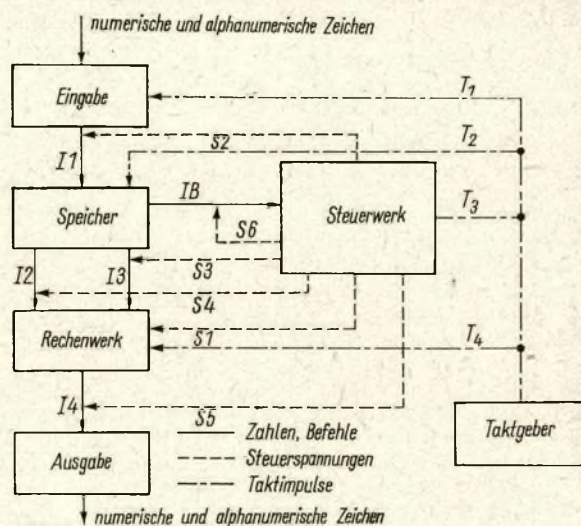 numerische und alphanumerische Zeichen
Eingabe
T1
I1
S2
T2
Speicher
IB
Steuerwerk
T3
S6
I2
I3
S3
S4
Rechenwerk
S1
T4
I4
S5
Taktgeber
Ausgabe
Zahlen, Befehle
Steuerspannungen
Taktimpulse
numerische und alphanumerische Zeichen